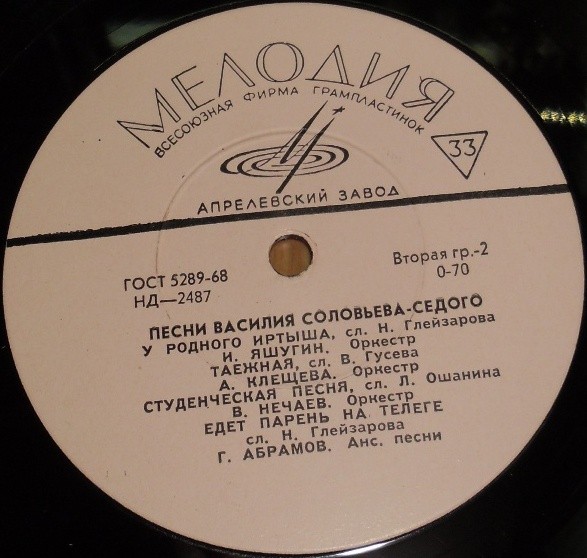 МЕЛОДИЯ
ВСЕСОЮЗНАЯ ФИРМА ГРАМПЛАСТИНОК
33
АПРЕЛЕВСКИЙ ЗАВОД
ГОСТ 5289-68
НД—2487
Вторая гр.-2
0-70
ПЕСНИ ВАСИЛИЯ СОЛОВЬЕВА-СЕДОГО
У РОДНОГО ИРТЫША, сл. Н. Глейзарова
И. ЯШУГИН. Оркестр
ТАЕЖНАЯ, сл. В. Гусева
А. КЛЕЩЕВА. Оркестр
СТУДЕНЧЕСКАЯ ПЕСНЯ, сл. Л. Ошанина
В. НЕЧАЕВ. Оркестр
ЕДЕТ ПАРЕНЬ НА ТЕЛЕГЕ
сл. Н. Глейзарова
Г. АБРАМОВ. Анс. песни